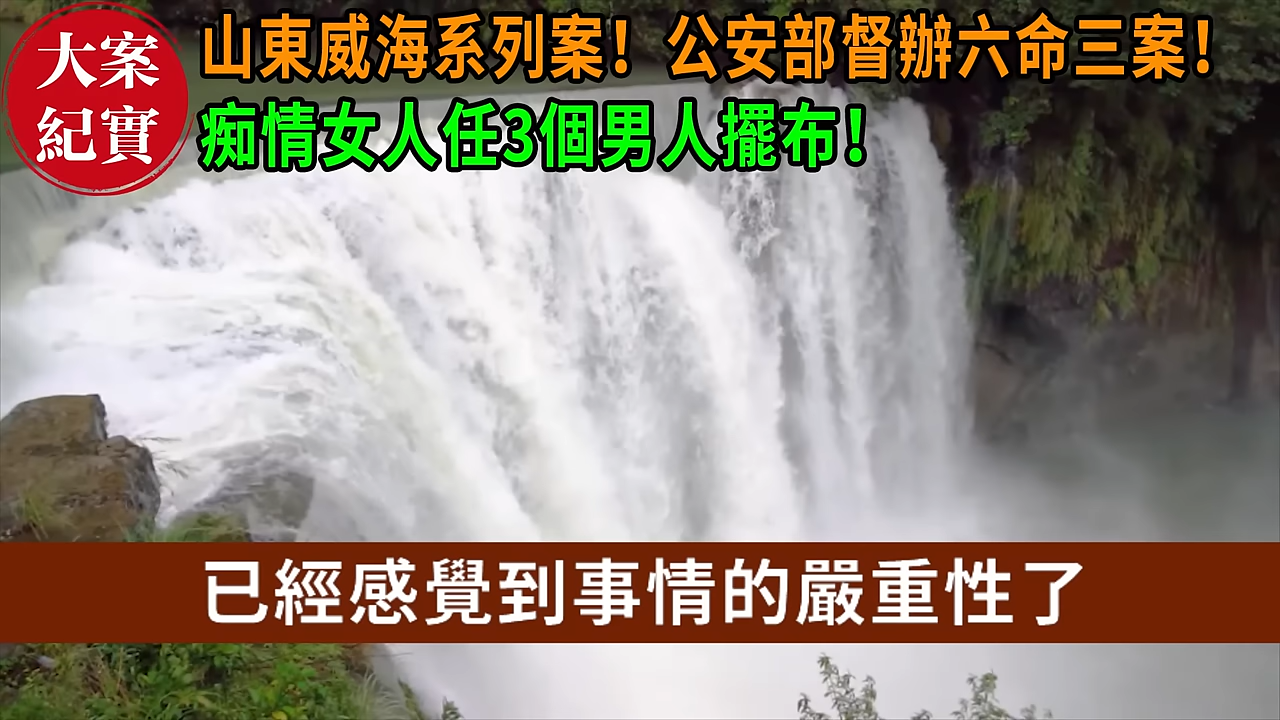 大案
紀實
山東威海系列案！公安部督辦六命三案！
痴情女人任3個男人擺布！
已經感覺到事情的嚴重性了